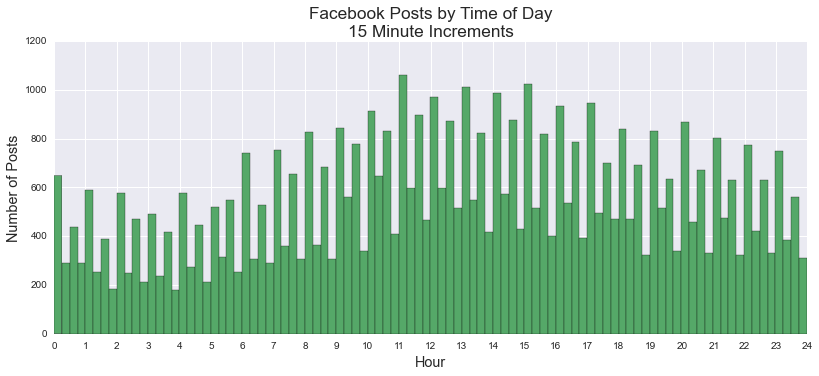 Facebook Posts by Time of Day
15 Minute Increments
1200
1000
800
600
400
200
0
Number of Posts
0 1 2 3 4 5 6 7 8 9 10 11 12 13 14 15 16 17 18 19 20 21 22 23 24
Hour